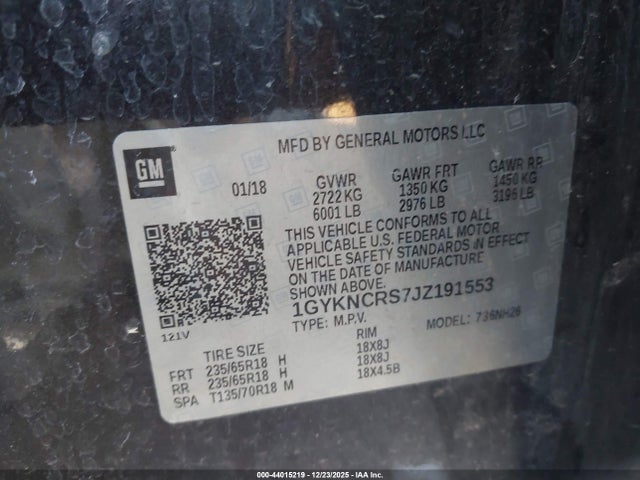 MFD BY GENERAL MOTORS LLC
GM
01/18
GVWR GAWR FRT GAWR RR
2722 KG 1350 KG 1450 KG
6001 LB 2976 LB 3196 LB
THIS VEHICLE CONFORMS TO ALL
APPLICABLE U.S. FEDERAL MOTOR
VEHICLE SAFETY STANDARDS IN EFFECT
ON THE DATE OF MANUFACTURE
SHOWN ABOVE.
1GYKNCRS7JZ191553
TYPE: M.P.V. MODEL: 736NH26
121V
TIRE SIZE RIM
FRT 235/65R18 H 18X8J
RR 235/65R18 H 18X8J
SPA T135/70R18 M 18X4.5B
000-44015219 - 12/23/2025 - IAA Inc.